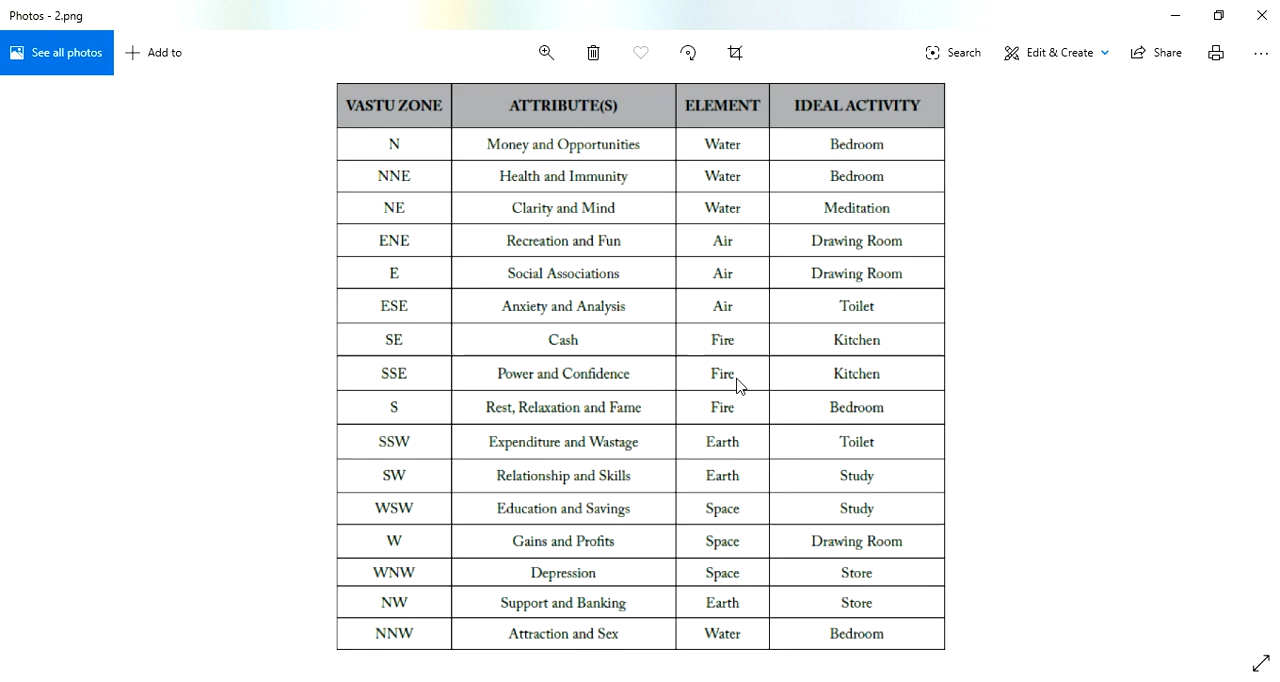 Photos - 2.png
See all photos Add to Search Edit & Create Share
VASTU ZONE ATTRIBUTE(S) ELEMENT IDEAL ACTIVITY
N Money and Opportunities Water Bedroom
NNE Health and Immunity Water Bedroom
NE Clarity and Mind Water Meditation
ENE Recreation and Fun Air Drawing Room
E Social Associations Air Drawing Room
ESE Anxiety and Analysis Air Toilet
SE Cash Fire Kitchen
SSE Power and Confidence Fire Kitchen
S Rest, Relaxation and Fame Fire Bedroom
SSW Expenditure and Wastage Earth Toilet
SW Relationship and Skills Earth Study
WSW Education and Savings Space Study
W Gains and Profits Space Drawing Room
WNW Depression Space Store
NW Support and Banking Earth Store
NNW Attraction and Sex Water Bedroom